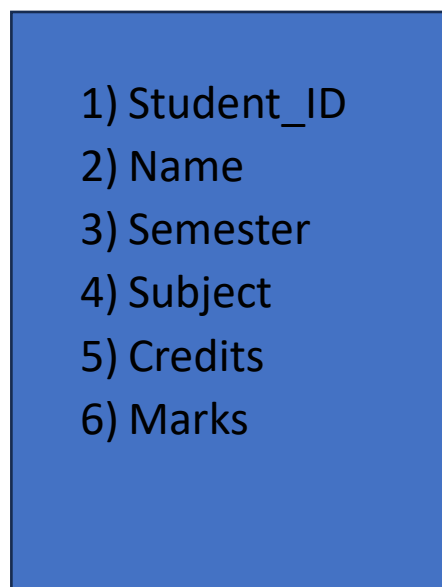 1) Student_ID
2) Name
3) Semester
4) Subject
5) Credits
6) Marks